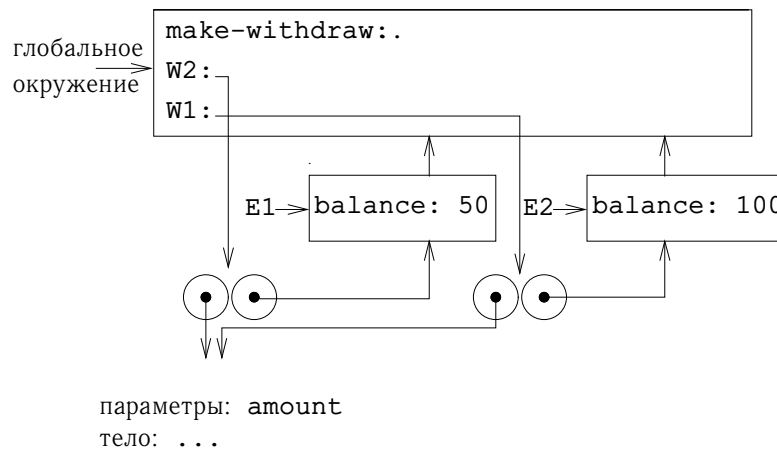 make-withdraw:.
глобальное
окружение
W2:
W1:
E1
balance: 50
E2
balance: 100
параметры: amount
тело: ...